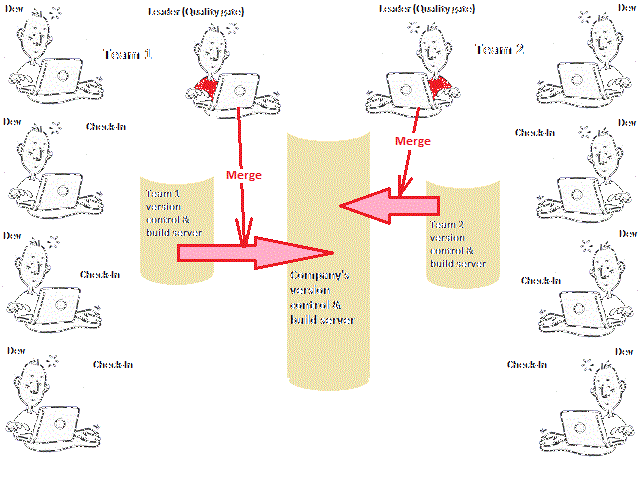 Dev
Leader (Quality gate)
Leader (Quality gate)
Dev
Team 1
Team 2
Dev
Check-In
Check-In
Dev
Merge
Merge
Team 1
version
control &
build server
Team 2
version
control &
build server
Dev
Check-In
Check-In
Dev
Company's
version
control &
build server
Dev
Check-In
Check-In
Dev